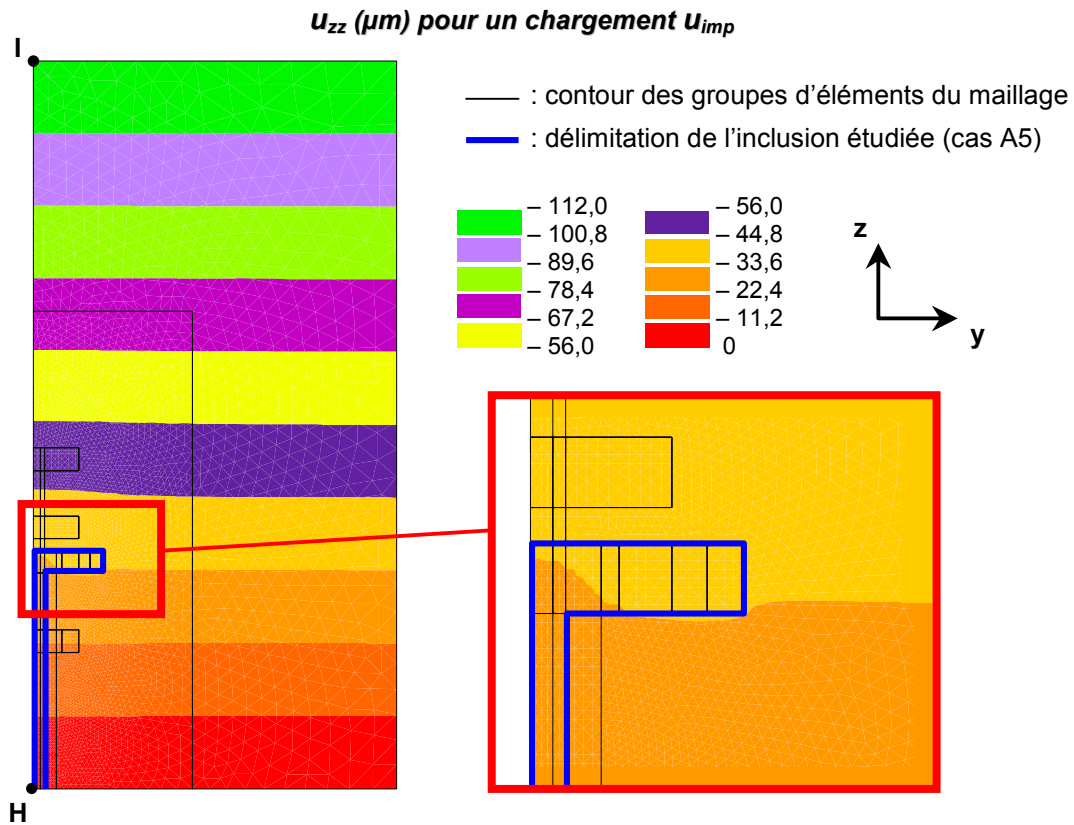 u_zz (µm) pour un chargement u_imp
I
: contour des groupes d'éléments du maillage
: délimitation de l'inclusion étudiée (cas A5)
– 112,0
– 100,8
– 89,6
– 78,4
– 67,2
– 56,0
– 56,0
– 44,8
– 33,6
– 22,4
– 11,2
0
z
y
H